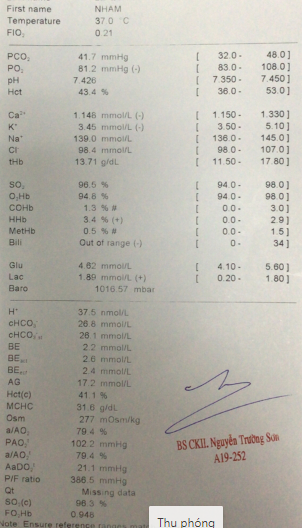 First name NHAM
Temperature 37.0 °C
FIO₂ 0.21
PCO₂ 41.7 mmHg [ 32.0 - 48.0 ]
PO₂ 81.2 mmHg (-) [ 83.0 - 108.0 ]
pH 7.426 [ 7.350 - 7.450 ]
Hct 43.4 % [ 36.0 - 53.0 ]
Ca²⁺ 1.146 mmol/L (-) [ 1.150 - 1.330 ]
K⁺ 3.45 mmol/L (-) [ 3.50 - 5.10 ]
Na⁺ 139.0 mmol/L [ 136.0 - 145.0 ]
Cl⁻ 98.4 mmol/L [ 98.0 - 107.0 ]
tHb 13.71 g/dL [ 11.50 - 17.80 ]
SO₂ 96.5 % [ 94.0 - 98.0 ]
O₂Hb 94.8 % [ 94.0 - 98.0 ]
COHb 1.3 % # [ 0.0 - 3.0 ]
HHb 3.4 % (+) [ 0.0 - 2.9 ]
MetHb 0.5 % # [ 0.0 - 1.5 ]
Bili Out of range (-) [ 0 - 34 ]
Glu 4.62 mmol/L [ 4.10 - 5.60 ]
Lac 1.89 mmol/L (+) [ 0.20 - 1.80 ]
Baro 1016.57 mbar
H⁺ 37.5 nmol/L
cHCO₃⁻ 26.8 mmol/L
cHCO₃⁻ 26.1 mmol/L
BE 2.2 mmol/L
BE 2.6 mmol/L
BE 2.4 mmol/L
AG 17.2 mmol/L
Hct(c) 41.1 %
MCHC 31.6 g/dL
Osm 277 mOsm/kg
a/AO₂ 79.4 %
PAO₂ᵗ 102.2 mmHg
a/AO₂ᵗ 79.4 %
AaDO₂ᵗ 21.1 mmHg
P/F ratio 386.5 mmHg
Qt Missing data
SO₂(c) 96.3 %
FO₂Hb 0.948
BS CKII. Nguyễn Trường Sơn
A19-252
Note: Ensure reference ranges
Thu phóng